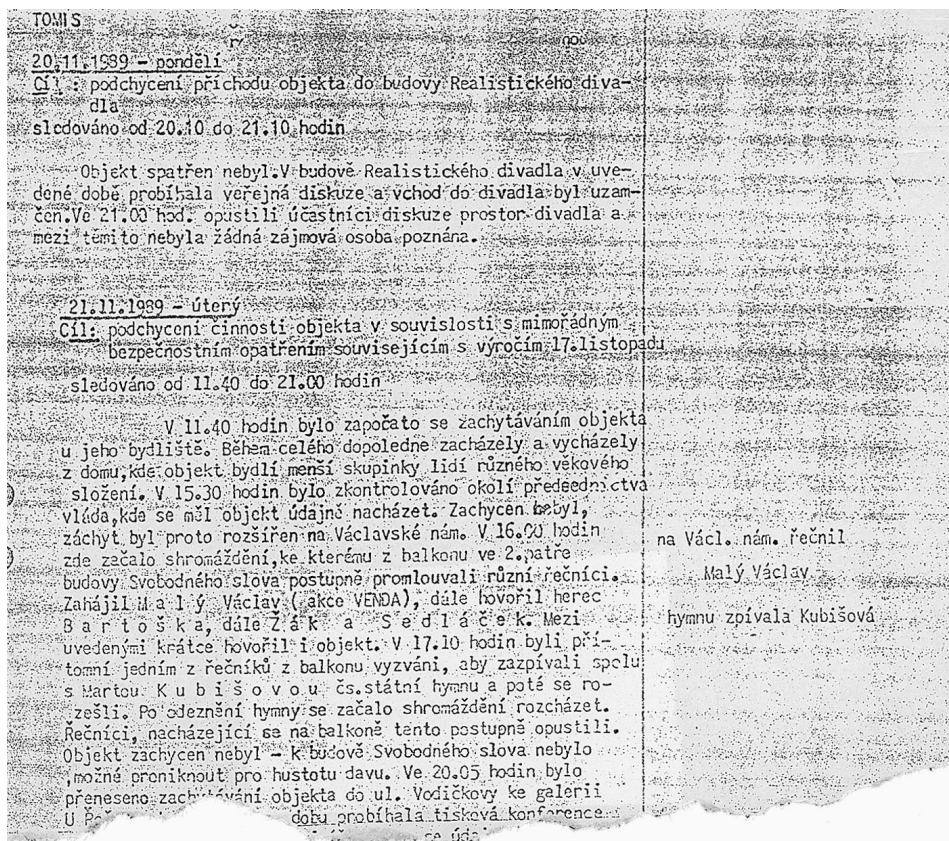 TOMIS
20.11.1989 - pondělí
Cíl : podchycení příchodu objekta do budovy Realistického diva-
dla
sledováno od 20.10 do 21.10 hodin
Objekt spatřen nebyl.V budově Realistického divadla v uve-
dené době probíhala veřejná diskuze a vchod do divadla byl uzam-
čen.Ve 21.00 hod. opustili účastníci diskuze prostor divadla a
mezi těmito nebyla žádná zájmová osoba poznána.
21.11.1989 - úterý
Cíl: podchycení činnosti objekta v souvislosti s mimořádným
bezpečnostním opatřením souvisejícím s výročím 17.listopadu
sledováno od 11.40 do 21.00 hodin
V 11.40 hodin bylo započato se zachytáváním objekta
u jeho bydliště. Během celého dopoledne zacházely a vycházely
z domu,kde objekt bydlí menší skupinky lidí různého věkového
složení. V 15.30 hodin bylo zkontrolováno okolí předsednictva
vláda,kde se měl objekt údajně nacházet. Zachycen nebyl,
záchyt byl proto rozšířen na Václavské nám. V 16.00 hodin
zde začalo shromáždění,ke kterému z balkonu ve 2.patře
budovy Svobodného slova postupně promlouvali různí řečníci.
Zahájil M a l ý Václav ( akce VENDA), dále hovořil herec
B a r t o š k a, dále Žák a S e d l á č e k. Mezi
uvedenými krátce hovořil i objekt. V 17.10 hodin byli pří-
tomní jedním z řečníků z balkonu vyzváni, aby zazpívali spolu
s Martou K u b i š o v o u čs.státní hymnu a poté se ro-
zešli. Po odeznění hymny se začalo shromáždění rozcházet.
Řečníci, nacházející se na balkoně tento postupně opustili.
Objekt zachycen nebyl - k budově Svobodného slova nebylo
možné proniknout pro hustotu davu. Ve 20.05 hodin bylo
přeneseno zachytávání objekta do ul. Vodičkovy ke galerii
U dobu probíhala tisková konference
se
na Václ. nám. řečnil
Malý Václav
hymnu zpívala Kubišová